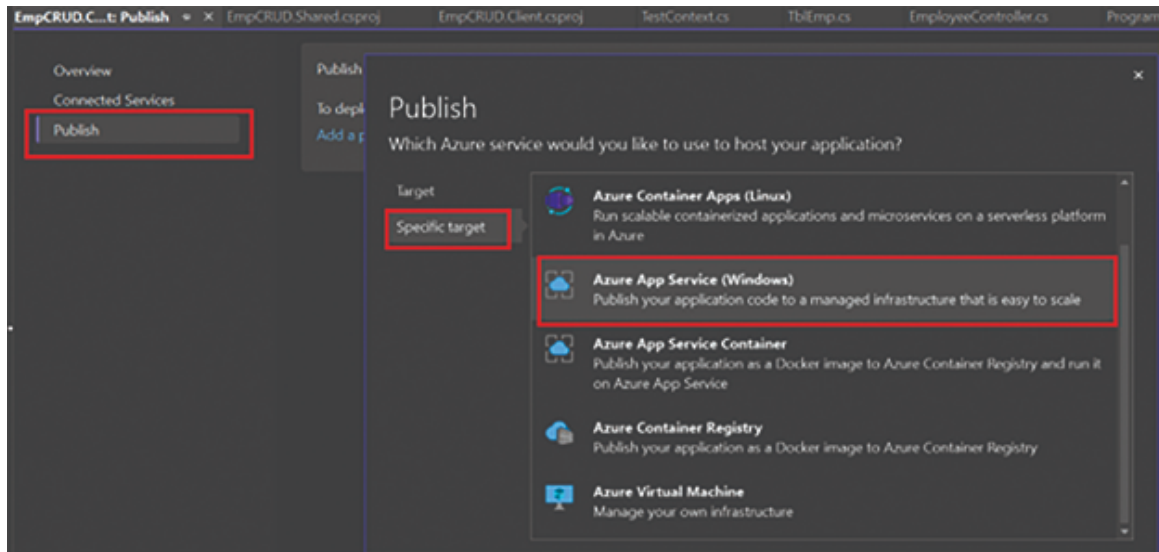 EmpCRUD.C...t: Publish
EmpCRUD.Shared.csproj
EmpCRUD.Client.csproj
TestContext.cs
TblEmp.cs
EmployeeController.cs
Program
Overview
Connected Services
Publish
Publish
To depl
Add a p
Publish
Which Azure service would you like to use to host your application?
Target
Specific target
Azure Container Apps (Linux)
Run scalable containerized applications and microservices on a serverless platform
in Azure
Azure App Service (Windows)
Publish your application code to a managed infrastructure that is easy to scale
Azure App Service Container
Publish your application as a Docker image to Azure Container Registry and run it
on Azure App Service
Azure Container Registry
Publish your application as a Docker image to Azure Container Registry
Azure Virtual Machine
Manage your own infrastructure